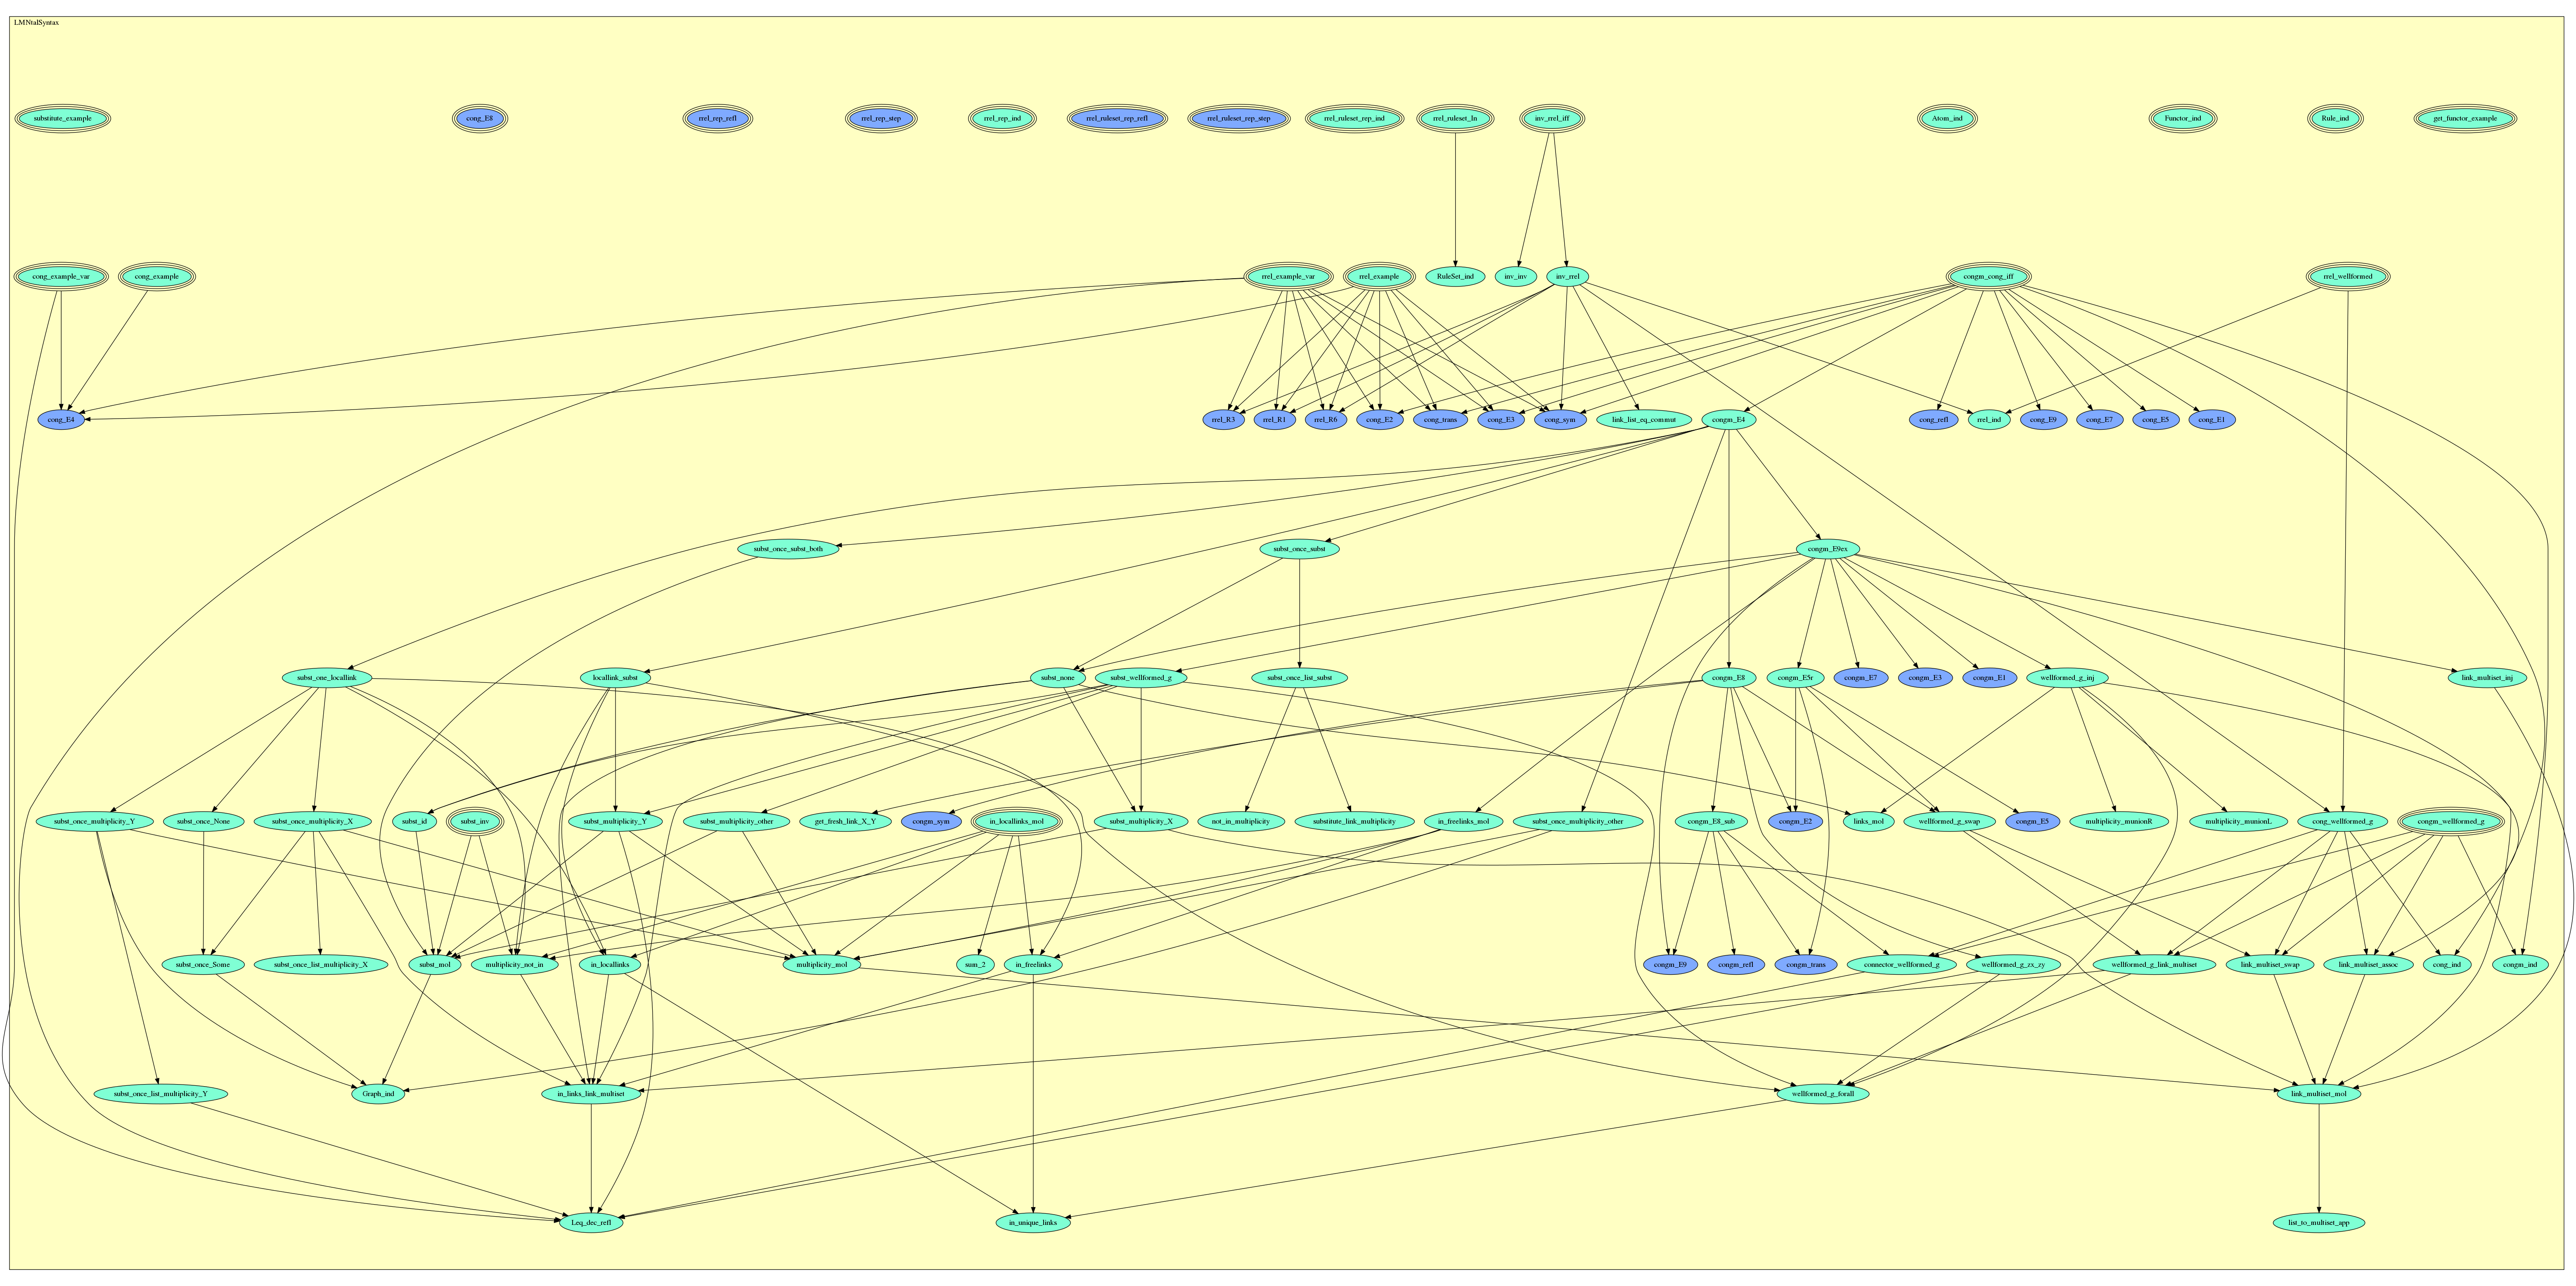 LMNtalSyntax
substitute_example
cong_E8
rrel_rep_refl
rrel_rep_step
rrel_rep_ind
rrel_ruleset_rep_refl
rrel_ruleset_rep_step
rrel_ruleset_rep_ind
rrel_ruleset_ln
inv_rrel_iff
Atom_ind
Functor_ind
Rule_ind
get_functor_example
cong_example_var
cong_example
rrel_example_var
rrel_example
RuleSet_ind
inv_inv
inv_rrel
congm_cong_iff
rrel_wellformed
cong_E4
rrel_R3
rrel_R1
rrel_R6
cong_E2
cong_trans
cong_E3
cong_sym
link_list_eq_commut
congm_E4
cong_refl
rrel_ind
cong_E9
cong_E7
cong_E5
cong_E1
subst_once_subst_both
subst_once_subst
congm_E9ex
subst_one_locallink
locallink_subst
subst_none
subst_wellformed_g
subst_once_list_subst
congm_E8
congm_E5r
congm_E7
congm_E3
congm_E1
wellformed_g_inj
link_multiset_inj
subst_once_multiplicity_Y
subst_once_None
subst_once_multiplicity_X
subst_id
subst_inv
subst_multiplicity_Y
subst_multiplicity_other
get_fresh_link_X_Y
congm_sym
in_locallinks_mol
subst_multiplicity_X
not_in_multiplicity
substitute_link_multiplicity
in_freelinks_mol
subst_once_multiplicity_other
congm_E8_sub
congm_E2
links_mol
wellformed_g_swap
congm_E5
multiplicity_munionR
multiplicity_munionL
cong_wellformed_g
congm_wellformed_g
subst_once_Some
subst_once_list_multiplicity_X
subst_mol
multiplicity_not_in
in_locallinks
multiplicity_mol
sum_2
in_freelinks
congm_E9
congm_refl
congm_trans
connector_wellformed_g
wellformed_g_zx_zy
wellformed_g_link_multiset
link_multiset_swap
link_multiset_assoc
cong_ind
congm_ind
subst_once_list_multiplicity_Y
Graph_ind
in_links_link_multiset
wellformed_g_forall
link_multiset_mol
Leq_dec_refl
in_unique_links
list_to_multiset_app